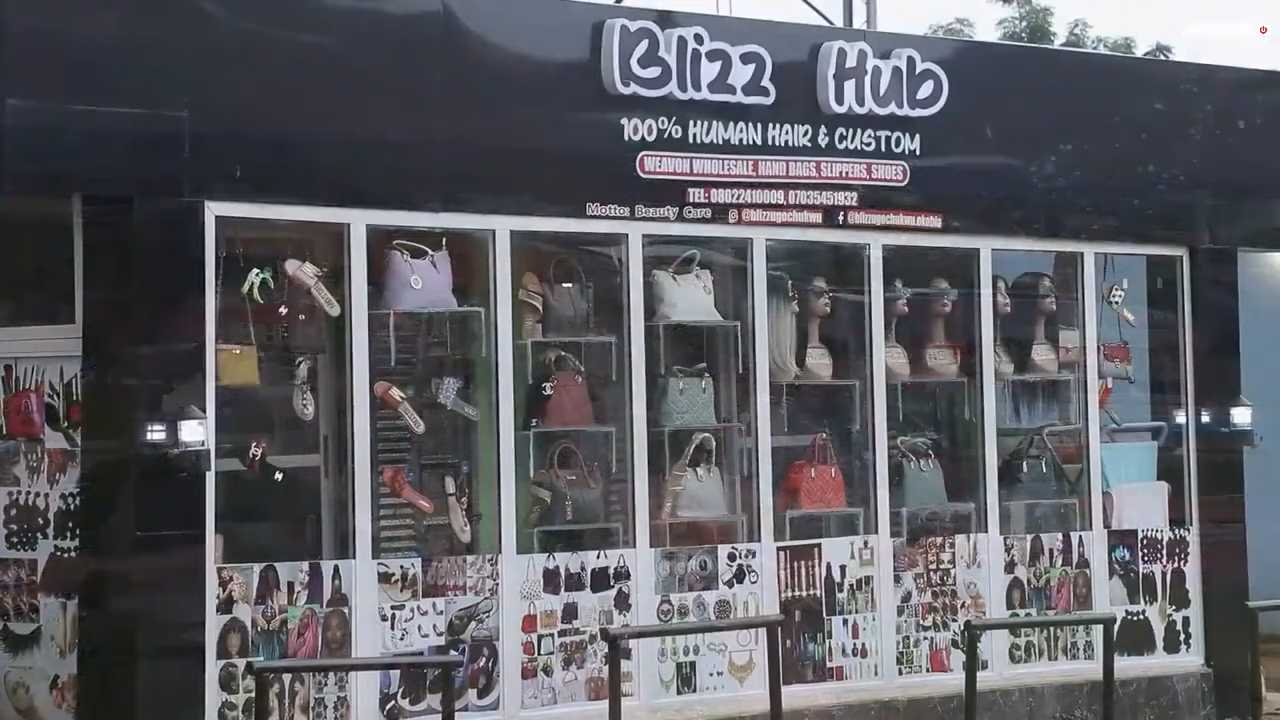 Blizz Hub
100% HUMAN HAIR & CUSTOM
WEAVON WHOLESALE, HAND BAGS, SLIPPERS, SHOES
TEL: 08022410009, 07035451932
Motto: Beauty Care @blizzugochukwu @blizzugochukwu.okobia